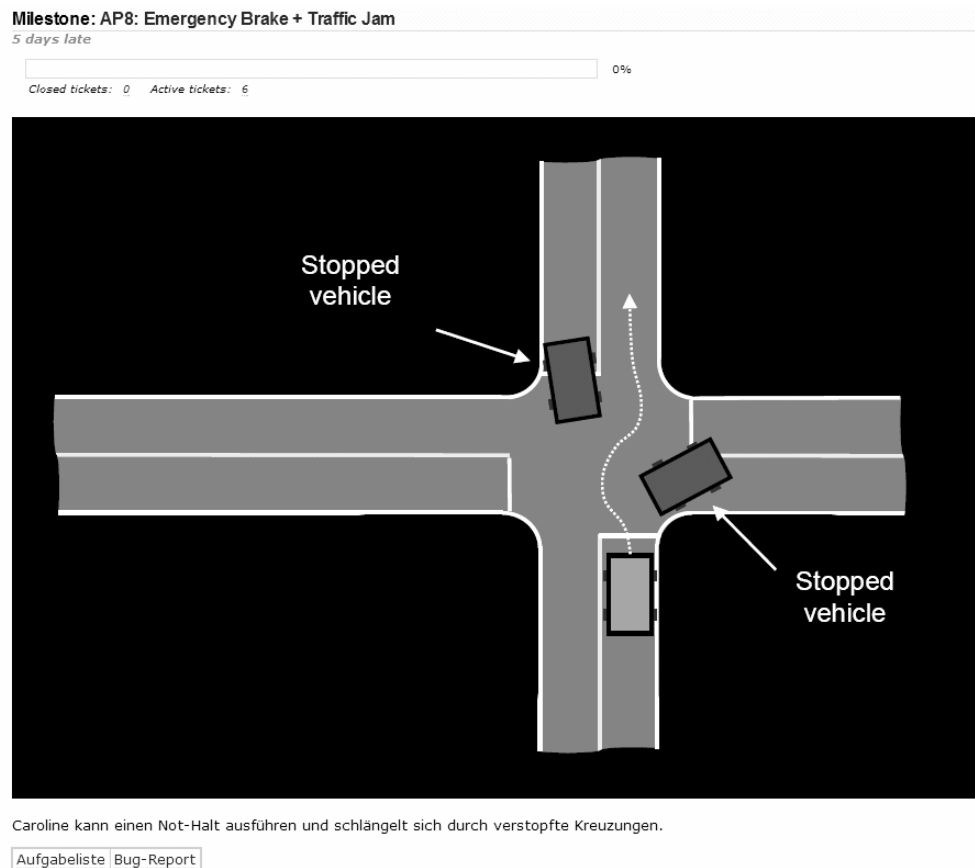 Milestone: AP8: Emergency Brake + Traffic Jam
5 days late
0%
Closed tickets: 0 Active tickets: 6
Stopped
vehicle
Stopped
vehicle
Caroline kann einen Not-Halt ausführen und schlängelt sich durch verstopfte Kreuzungen.
Aufgabeliste Bug-Report